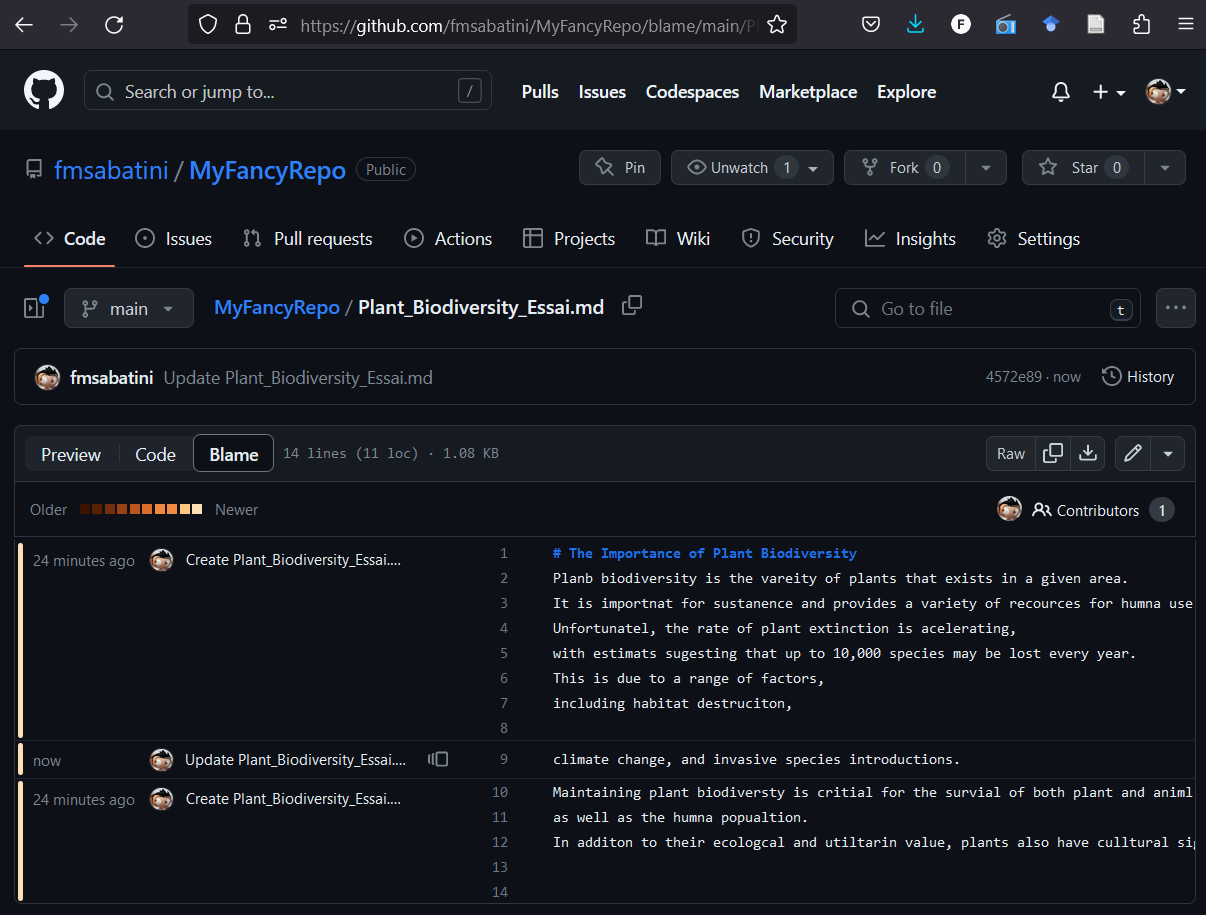 https://github.com/fmsabatini/MyFancyRepo/blame/main/
F
Search or jump to... /
Pulls Issues Codespaces Marketplace Explore
fmsabatini / MyFancyRepo Public
Pin Unwatch 1 Fork 0 Star 0
Code Issues Pull requests Actions Projects Wiki Security Insights Settings
main MyFancyRepo / Plant_Biodiversity_Essai.md Go to file t
fmsabatini Update Plant_Biodiversity_Essai.md 4572e89 · now History
Preview Code Blame 14 lines (11 loc) · 1.08 KB Raw
Older Newer Contributors 1
24 minutes ago Create Plant_Biodiversity_Essai.... 1 # The Importance of Plant Biodiversity
2 Planb biodiversity is the vareity of plants that exists in a given area.
3 It is importnat for sustanence and provides a variety of recources for humna use
4 Unfortunatel, the rate of plant extinction is acelerating,
5 with estimats sugesting that up to 10,000 species may be lost every year.
6 This is due to a range of factors,
7 including habitat destruciton,
8
now Update Plant_Biodiversity_Essai.... 9 climate change, and invasive species introductions.
24 minutes ago Create Plant_Biodiversity_Essai.... 10 Maintaining plant biodiversty is critial for the survial of both plant and animl
11 as well as the humna popualtion.
12 In additon to their ecologcal and utiltarin value, plants also have culltural
13
14